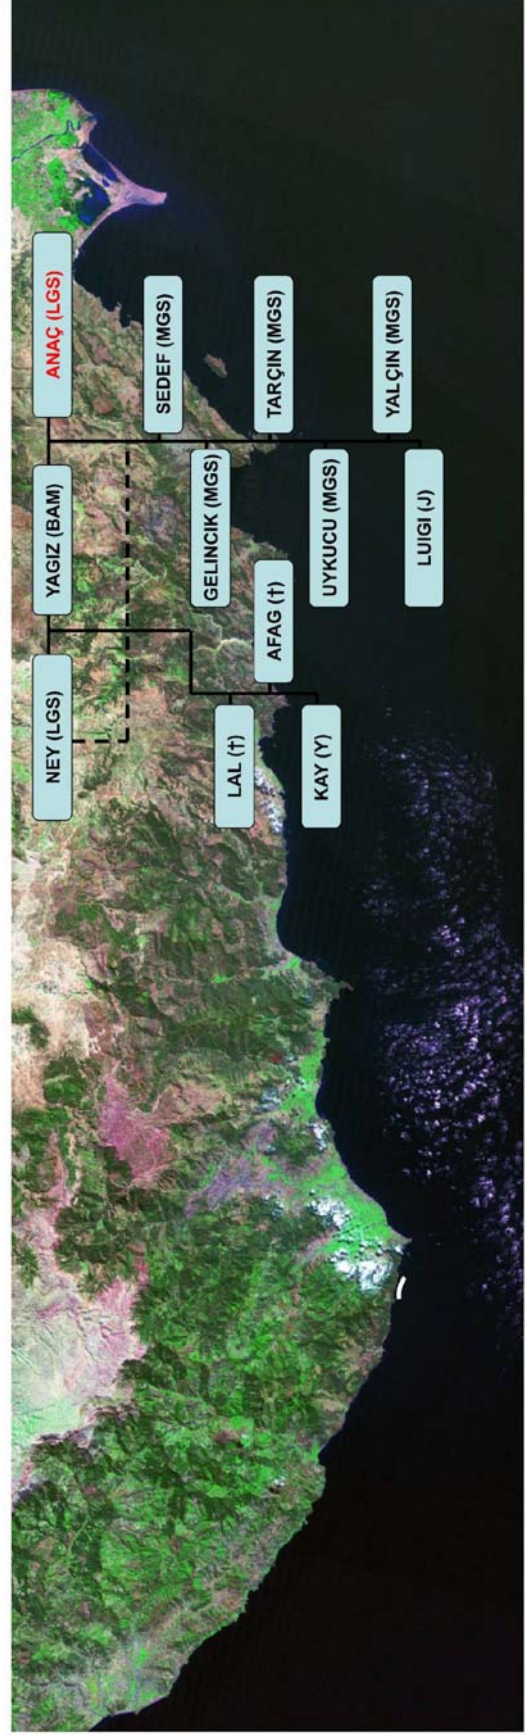 NEY (LGS)
YAGIZ (BAM)
ANAÇ (LGS)
SEDEF (MGS)
GELINCIK (MGS)
LAL (†)
AFAG (†)
TARÇIN (MGS)
KAY (Y)
UYKUCU (MGS)
YALÇIN (MGS)
LUIGI (J)